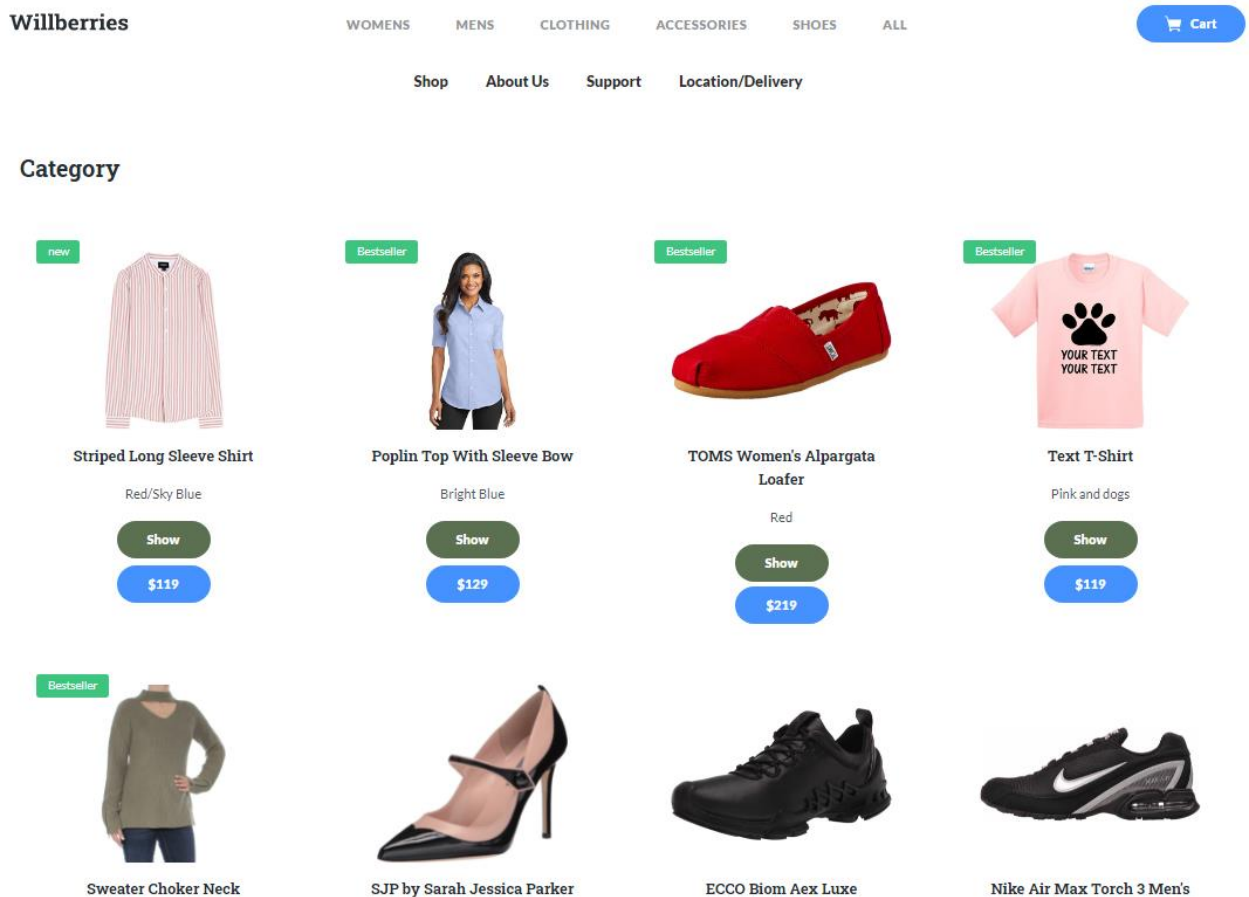 Willberries
WOMENS MENS CLOTHING ACCESSORIES SHOES ALL
Cart
Shop About Us Support Location/Delivery
Category
new
Bestseller
Bestseller
Bestseller
YOUR TEXT
YOUR TEXT
Striped Long Sleeve Shirt
Red/Sky Blue
Show
$119
Poplin Top With Sleeve Bow
Bright Blue
Show
$129
TOMS Women's Alpargata
Loafer
Red
Show
$219
Text T-Shirt
Pink and dogs
Show
$119
Bestseller
Sweater Choker Neck
SJP by Sarah Jessica Parker
ECCO Biom Aex Luxe
Nike Air Max Torch 3 Men's